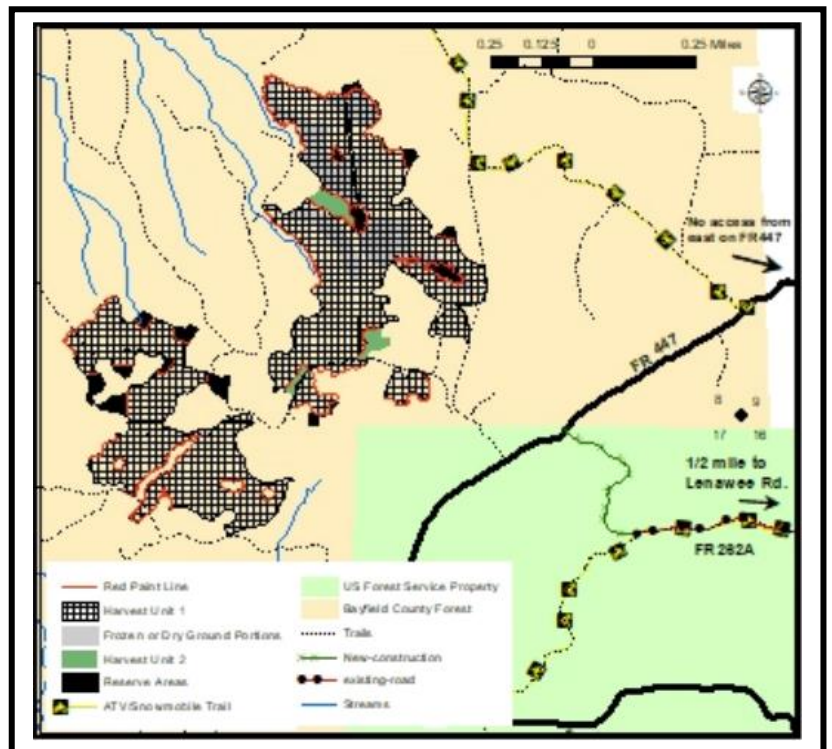 0.25 0.125 0 0.25 Miles
No access from
east on FR447
FR 447
8 9
17 16
1/2 mile to
Lenawee Rd.
FR262A
Red Paint Line
Harvest Unit 1
Frozen or Dry Ground Portions
Harvest Unit 2
Reserve Areas
ATV/Snowmobile Trail
US Forest Service Property
Bayfield County Forest
Trails
New-construction
existing-road
Streams